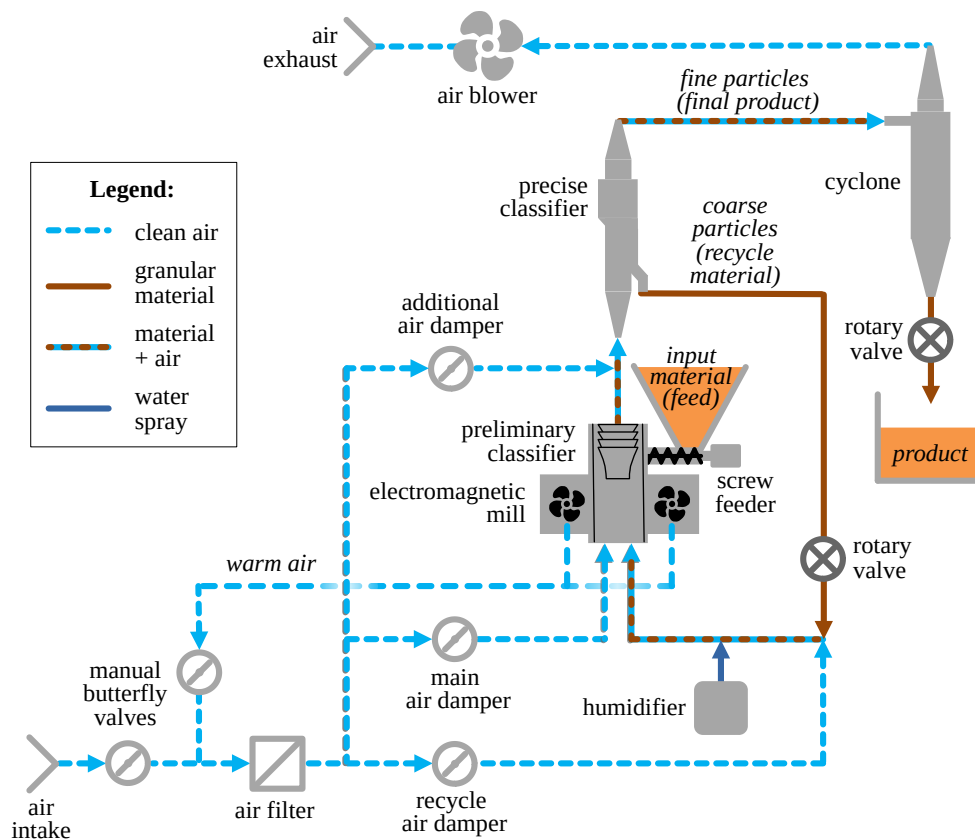 air
exhaust
air blower
fine particles
(final product)
precise
classifier
cyclone
Legend:
clean air
granular
material
material
+ air
water
spray
coarse
particles
(recycle
material)
additional
air damper
rotary
valve
input
material
(feed)
preliminary
classifier
product
electromagnetic
mill
screw
feeder
warm air
rotary
valve
manual
butterfly
valves
main
air damper
humidifier
air
intake
air filter
recycle
air damper